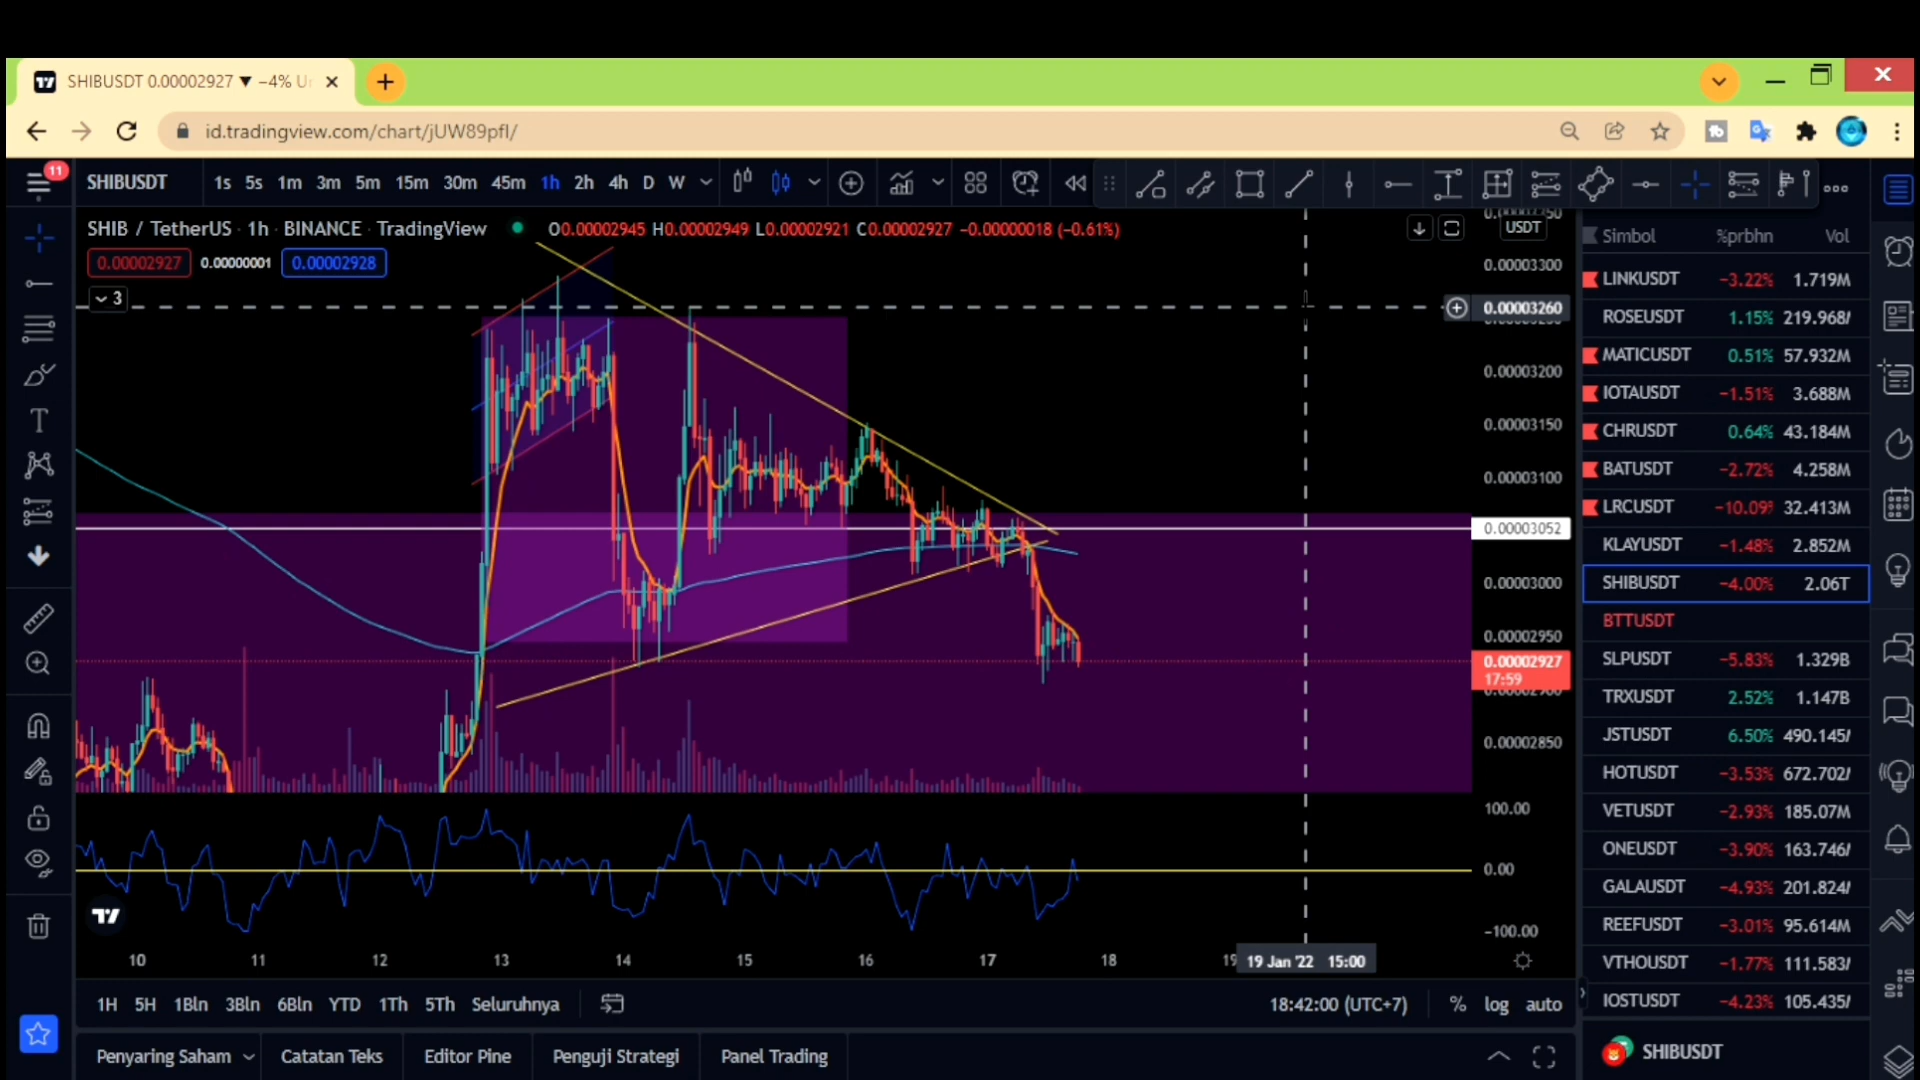 SHIBUSDT 0.00002927 ▼ −4% U
id.tradingview.com/chart/jUW89pfl/
11
SHIBUSDT 1s 5s 1m 3m 5m 15m 30m 45m 1h 2h 4h D W
SHIB / TetherUS · 1h · BINANCE · TradingView O0.00002945 H0.00002949 L0.00002921 C0.00002927 −0.00000018 (−0.61%)
0.00002927 0.00000001 0.00002928
3
USDT
0.00003300
0.00003260
0.00003200
0.00003150
0.00003100
0.00003052
0.00003000
0.00002950
0.00002927
17:59
0.00002850
100.00
0.00
−100.00
10 11 12 13 14 15 16 17 18 19 19 Jan '22 15:00
1H 5H 1Bln 3Bln 6Bln YTD 1Th 5Th Seluruhnya 18:42:00 (UTC+7) % log auto
Penyaring Saham Catatan Teks Editor Pine Penguji Strategi Panel Trading
Simbol %prbhn Vol
LINKUSDT −3.22% 1.719M
ROSEUSDT 1.15% 219.968
MATICUSDT 0.51% 57.932M
IOTAUSDT −1.51% 3.688M
CHRUSDT 0.64% 43.184M
BATUSDT −2.72% 4.258M
LRCUSDT −10.09 32.413M
KLAYUSDT −1.48% 2.852M
SHIBUSDT −4.00% 2.06T
BTTUSDT
SLPUSDT −5.83% 1.329B
TRXUSDT 2.52% 1.147B
JSTUSDT 6.50% 490.145
HOTUSDT −3.53% 672.702
VETUSDT −2.93% 185.07M
ONEUSDT −3.90% 163.746
GALAUSDT −4.93% 201.824
REEFUSDT −3.01% 95.614M
VTHOUSDT −1.77% 111.583
IOSTUSDT −4.23% 105.435
SHIBUSDT